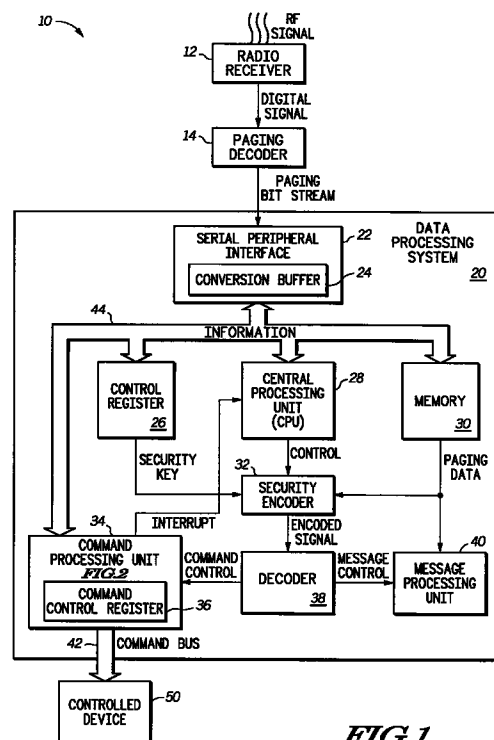 10
RF
SIGNAL
12
RADIO
RECEIVER
DIGITAL
SIGNAL
14
PAGING
DECODER
PAGING
BIT STREAM
SERIAL PERIPHERAL
INTERFACE
22
CONVERSION BUFFER
24
DATA
PROCESSING
SYSTEM
20
44
INFORMATION
CONTROL
REGISTER
26
CENTRAL
PROCESSING
UNIT
(CPU)
28
MEMORY
30
SECURITY
KEY
CONTROL
PAGING
DATA
32
SECURITY
ENCODER
INTERRUPT
34
COMMAND
PROCESSING UNIT
FIG.2
COMMAND
CONTROL REGISTER
36
COMMAND
CONTROL
ENCODED
SIGNAL
DECODER
38
MESSAGE
CONTROL
40
MESSAGE
PROCESSING
UNIT
42
COMMAND BUS
CONTROLLED
DEVICE
50
FIG.1